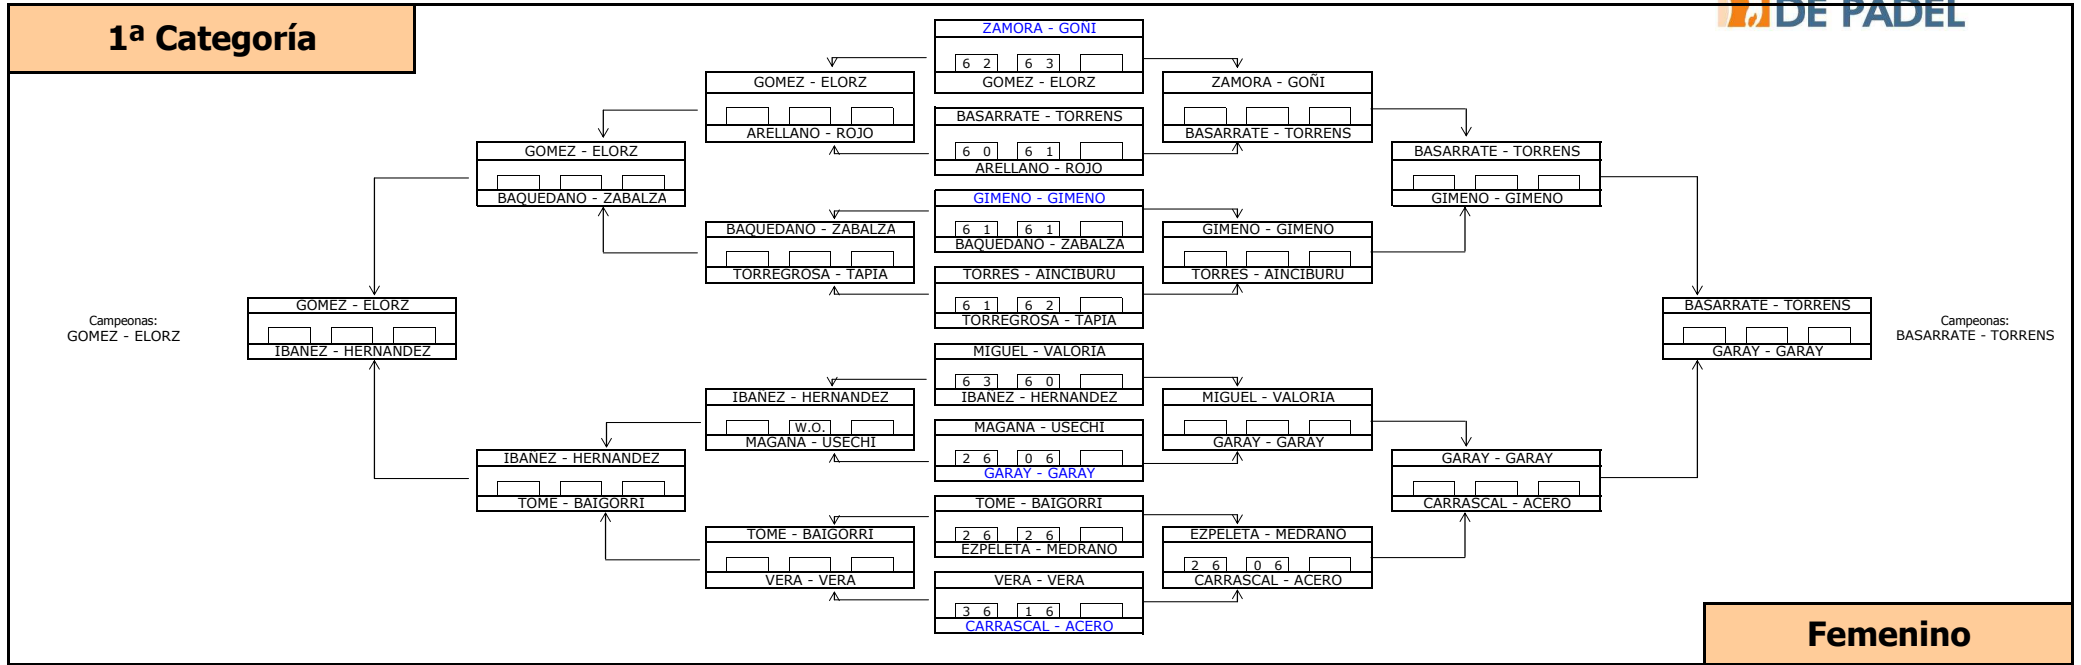 DE PADEL
1ª Categoría
Campeonas:
GOMEZ - ELORZ
GOMEZ - ELORZ
IBAÑEZ - HERNANDEZ
GOMEZ - ELORZ
BAQUEDANO - ZABALZA
IBAÑEZ - HERNANDEZ
TOME - BAIGORRI
GOMEZ - ELORZ
ARELLANO - ROJO
BAQUEDANO - ZABALZA
TORREGROSA - TAPIA
IBAÑEZ - HERNANDEZ
W.O.
MAGAÑA - USECHI
TOME - BAIGORRI
VERA - VERA
ZAMORA - GOÑI
6 2 6 3
GOMEZ - ELORZ
BASARRATE - TORRENS
6 0 6 1
ARELLANO - ROJO
GIMENO - GIMENO
6 1 6 1
BAQUEDANO - ZABALZA
TORRES - AINCIBURU
6 1 6 2
TORREGROSA - TAPIA
MIGUEL - VALORIA
6 3 6 0
IBAÑEZ - HERNANDEZ
MAGAÑA - USECHI
2 6 0 6
GARAY - GARAY
TOME - BAIGORRI
2 6 2 6
EZPELETA - MEDRANO
VERA - VERA
3 6 1 6
CARRASCAL - ACERO
ZAMORA - GOÑI
BASARRATE - TORRENS
GIMENO - GIMENO
TORRES - AINCIBURU
MIGUEL - VALORIA
GARAY - GARAY
EZPELETA - MEDRANO
2 6 0 6
CARRASCAL - ACERO
BASARRATE - TORRENS
GIMENO - GIMENO
GARAY - GARAY
CARRASCAL - ACERO
BASARRATE - TORRENS
GARAY - GARAY
Campeonas:
BASARRATE - TORRENS
Femenino